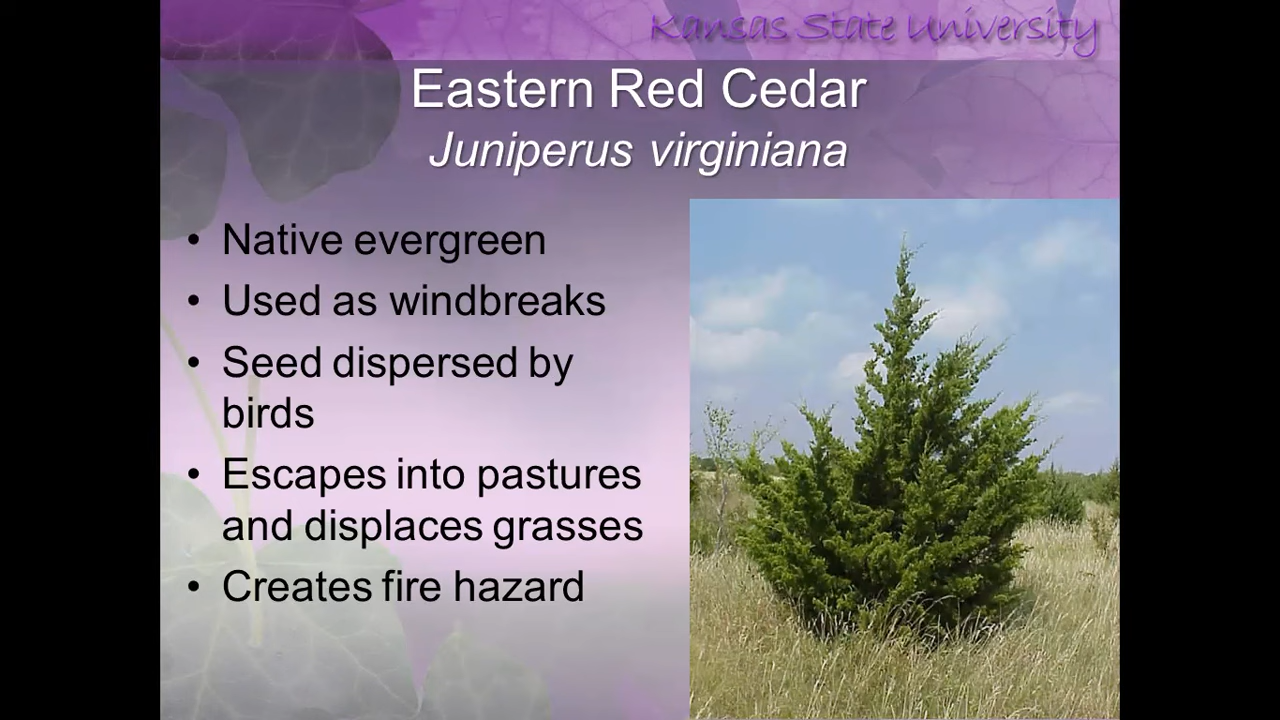 Kansas State University
Eastern Red Cedar
Juniperus virginiana
• Native evergreen
• Used as windbreaks
• Seed dispersed by
birds
• Escapes into pastures
and displaces grasses
• Creates fire hazard